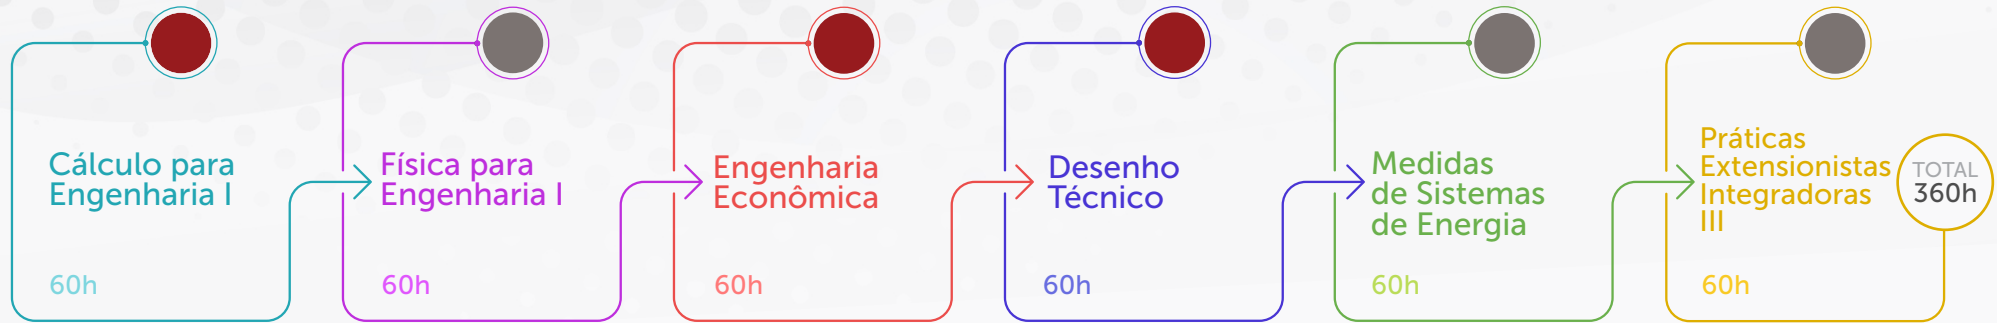 Cálculo para
Engenharia I
60h
Física para
Engenharia I
60h
Engenharia
Econômica
60h
Desenho
Técnico
60h
Medidas
de Sistemas
de Energia
60h
Práticas
Extensionistas
Integradoras
III
60h
TOTAL
360h